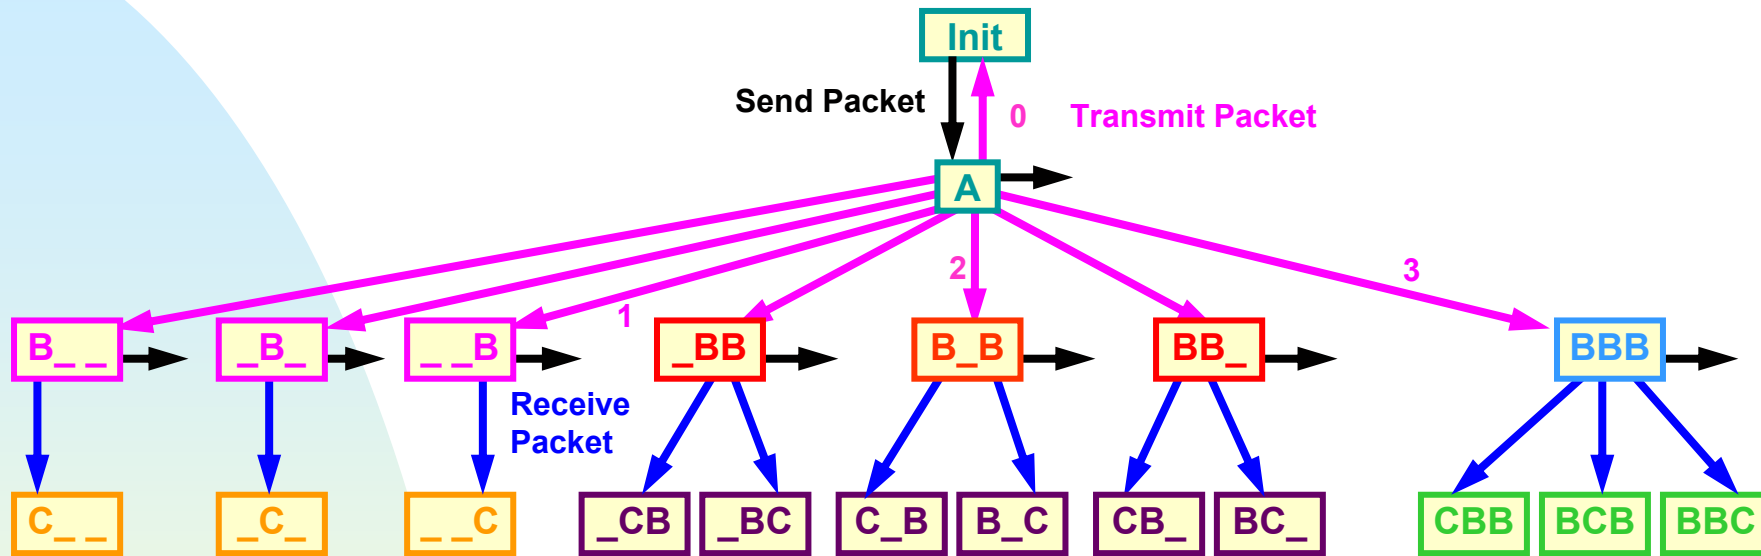 Init
Send Packet
0 Transmit Packet
A
2
3
1
B_ _ _B_ _ _B _BB B_B BB_ BBB
Receive
Packet
C_ _ _C_ _ _C _CB _BC C_B B_C CB_ BC_ CBB BCB BBC